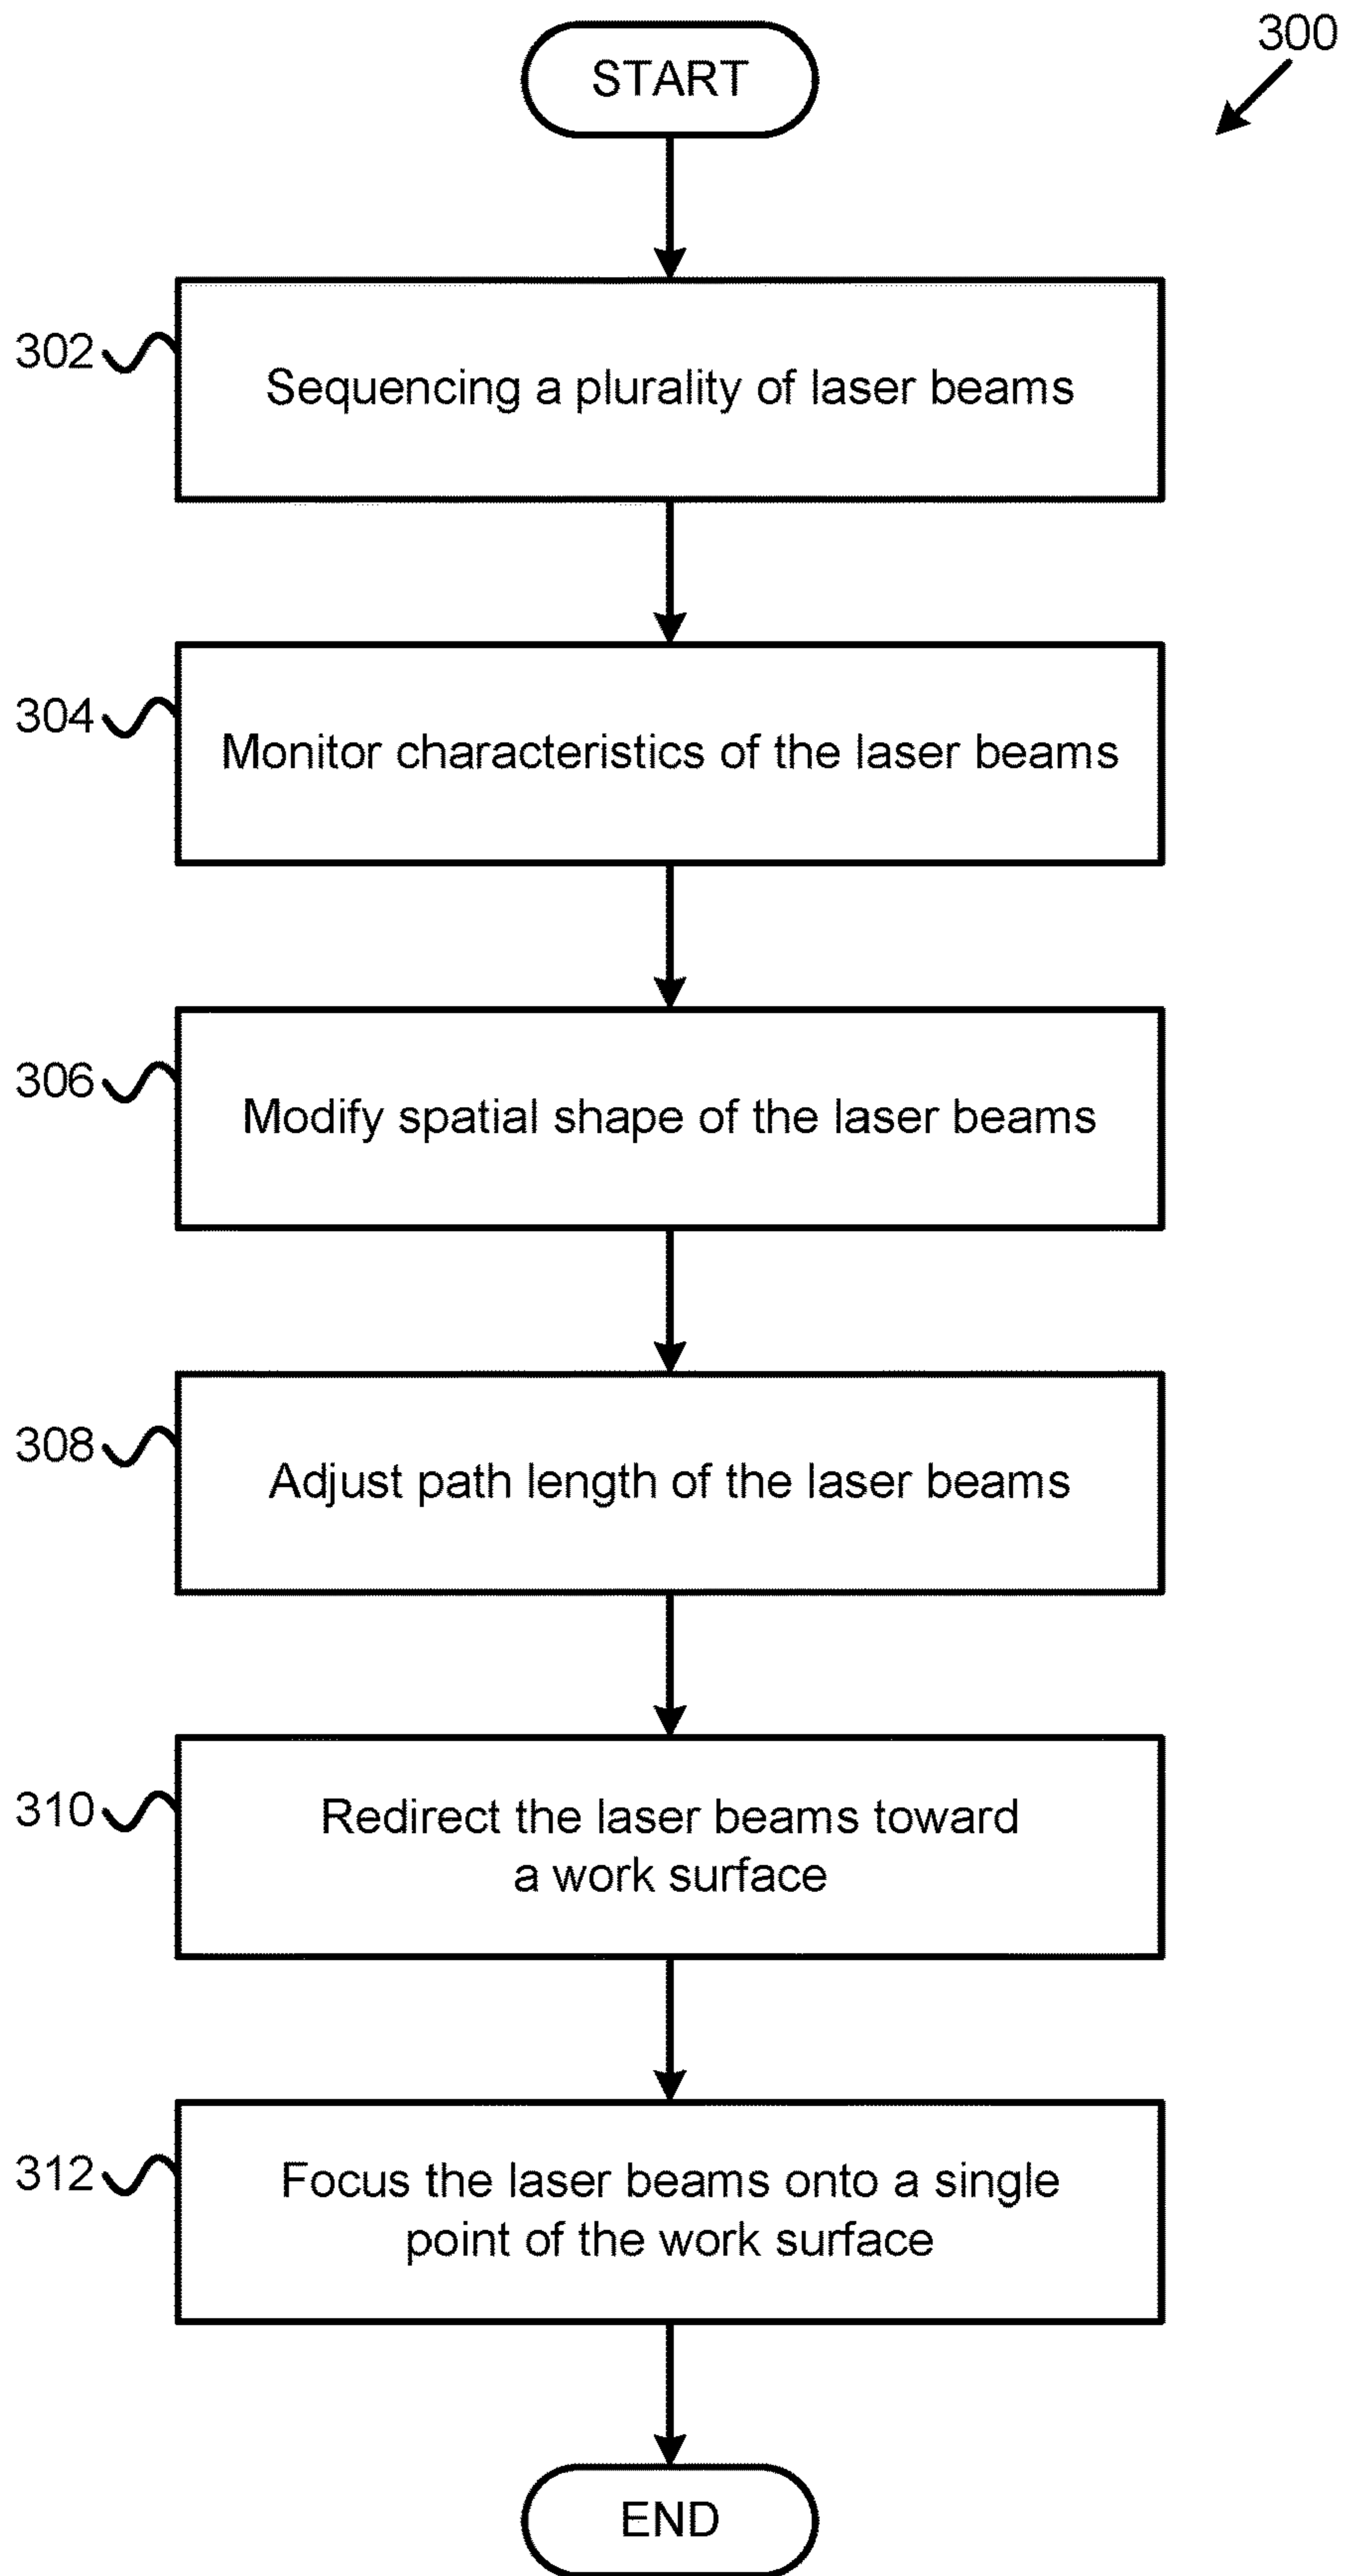 300
START
302
Sequencing a plurality of laser beams
304
Monitor characteristics of the laser beams
306
Modify spatial shape of the laser beams
308
Adjust path length of the laser beams
310
Redirect the laser beams toward
a work surface
312
Focus the laser beams onto a single
point of the work surface
END